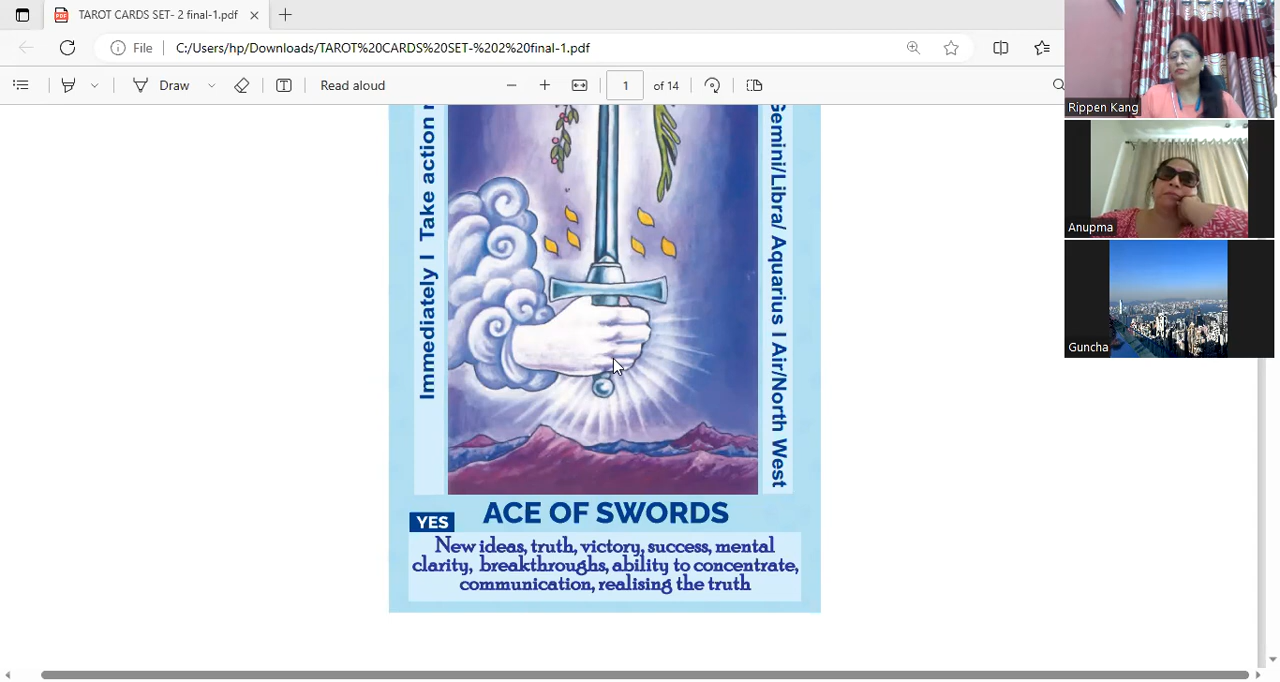 TAROT CARDS SET- 2 final-1.pdf
File
C:/Users/hp/Downloads/TAROT%20CARDS%20SET-%202%20final-1.pdf
Draw
Read aloud
1
of 14
Rippen Kang
Anupma
Guncha
Immediately I Take action
Gemini/Libra/ Aquarius I Air/North West
ACE OF SWORDS
YES
New ideas, truth, victory, success, mental
clarity, breakthroughs, ability to concentrate,
communication, realising the truth